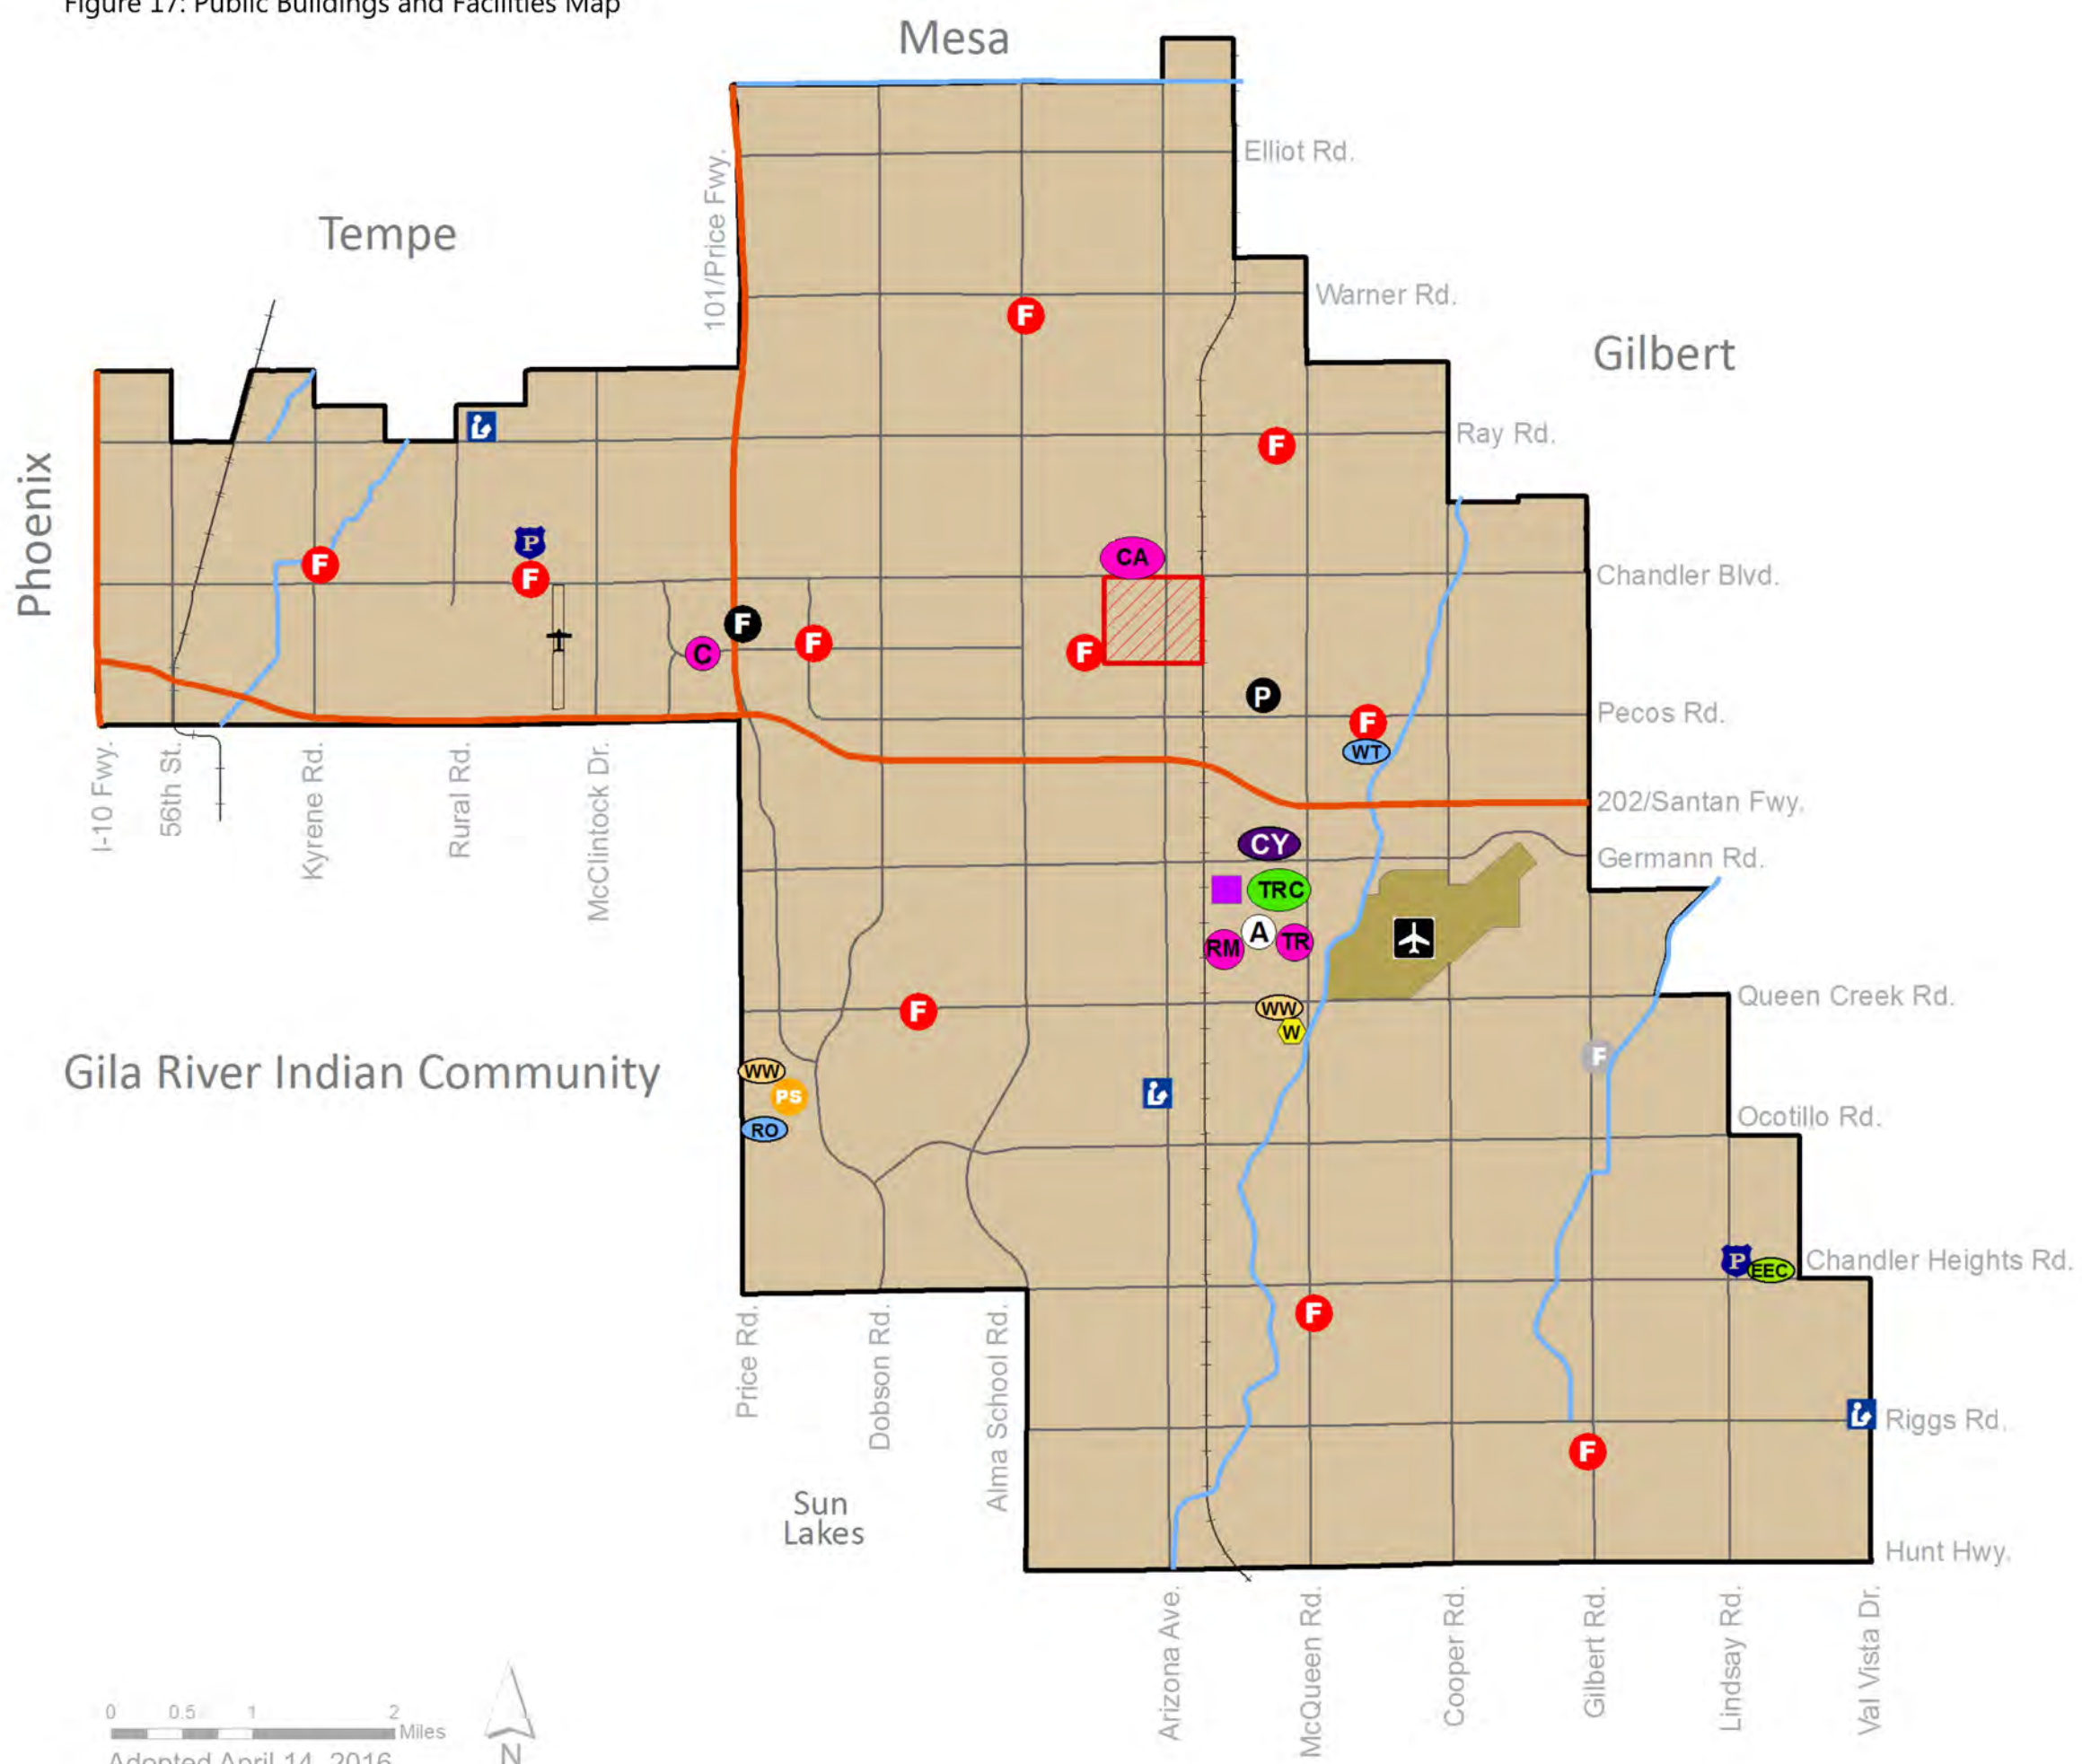 Figure 17: Public Buildings and Facilities Map
Mesa
Elliot Rd.
101/Price Fwy.
Tempe
Warner Rd.
F
Gilbert
Ray Rd.
F
Phoenix
P
F
F
CA
Chandler Blvd.
F
C
F
F
P
Pecos Rd.
F
WT
I-10 Fwy.
56th St.
Kyrene Rd.
Rural Rd.
McClintock Dr.
202/Santan Fwy.
CY
Germann Rd.
TRC
A
RM
TR
Queen Creek Rd.
F
WW
W
F
Gila River Indian Community
WW
PS
RO
Ocotillo Rd.
P
EEC
Chandler Heights Rd.
F
Price Rd.
Dobson Rd.
Alma School Rd.
Riggs Rd.
F
Sun
Lakes
Hunt Hwy.
Arizona Ave.
McQueen Rd.
Cooper Rd.
Gilbert Rd.
Lindsay Rd.
Val Vista Dr.
0 0.5 1 2
Miles
N
Adopted April 14, 2016